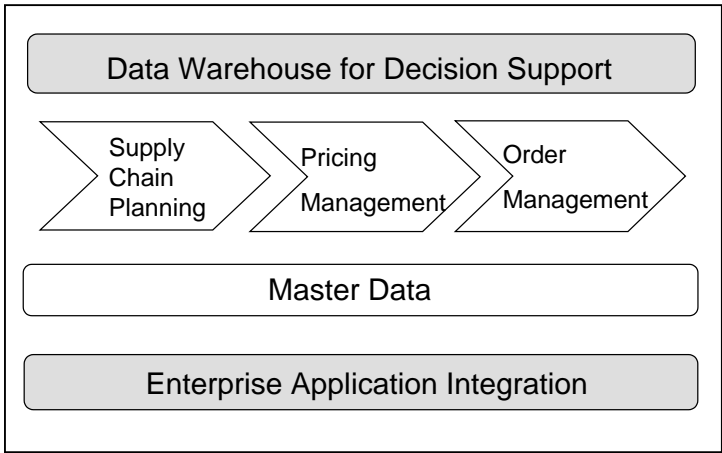 Data Warehouse for Decision Support
Supply
Chain
Planning
Pricing
Management
Order
Management
Master Data
Enterprise Application Integration